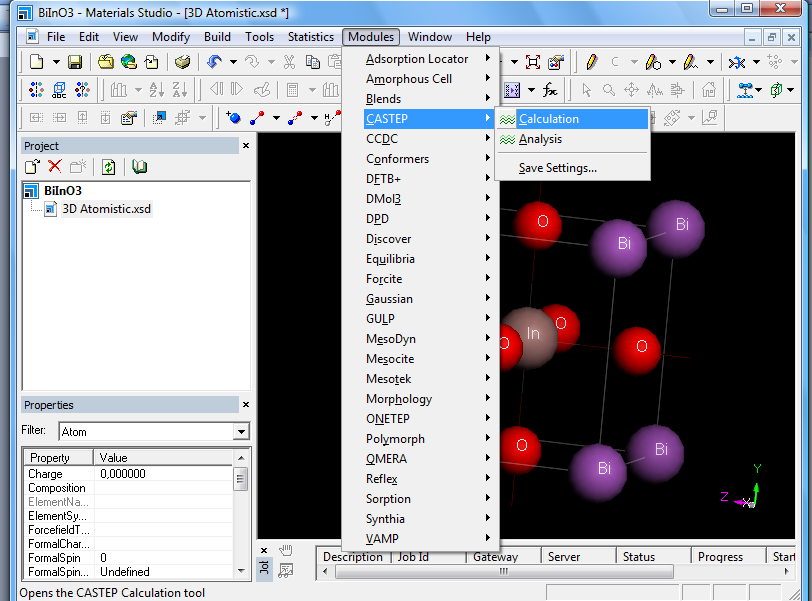 BiInO3 - Materials Studio - [3D Atomistic.xsd *]
File Edit View Modify Build Tools Statistics Modules Window Help
Adsorption Locator
Amorphous Cell
Blends
CASTEP
CCDC
Conformers
DFTB+
DMol3
DPD
Discover
Equilibria
Forcite
Gaussian
GULP
MesoDyn
Mesocite
Mesotek
Morphology
ONETEP
Polymorph
QMERA
Reflex
Sorption
Synthia
VAMP
Calculation
Analysis
Save Settings...
Project
BiInO3
3D Atomistic.xsd
O Bi Bi
In O O O
O Bi Bi
Y
Z X
Properties
Filter: Atom
Property Value
Charge 0,000000
Composition
ElementNa...
ElementSy...
ForcefieldT...
FormalChar...
FormalSpin 0
FormalSpin... Undefined
Job
Description Job Id Gateway Server Status Progress Start
Opens the CASTEP Calculation tool